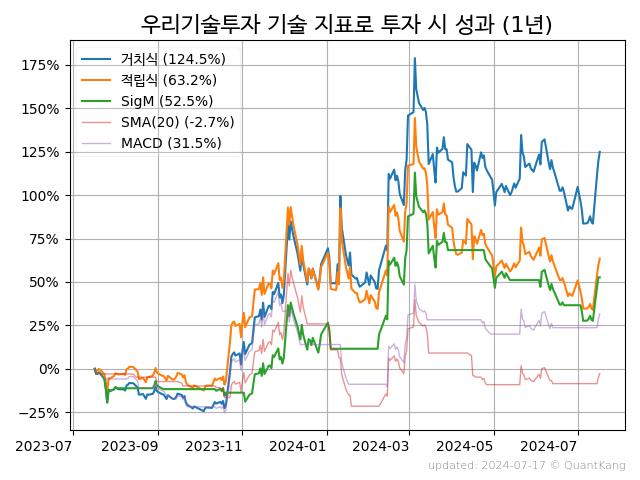 우리기술투자 기술 지표로 투자 시 성과 (1년)
거치식 (124.5%)
적립식 (63.2%)
SigM (52.5%)
SMA(20) (-2.7%)
MACD (31.5%)
175%
150%
125%
100%
75%
50%
25%
0%
−25%
2023-07 2023-09 2023-11 2024-01 2024-03 2024-05 2024-07
updated: 2024-07-17 © QuantKang